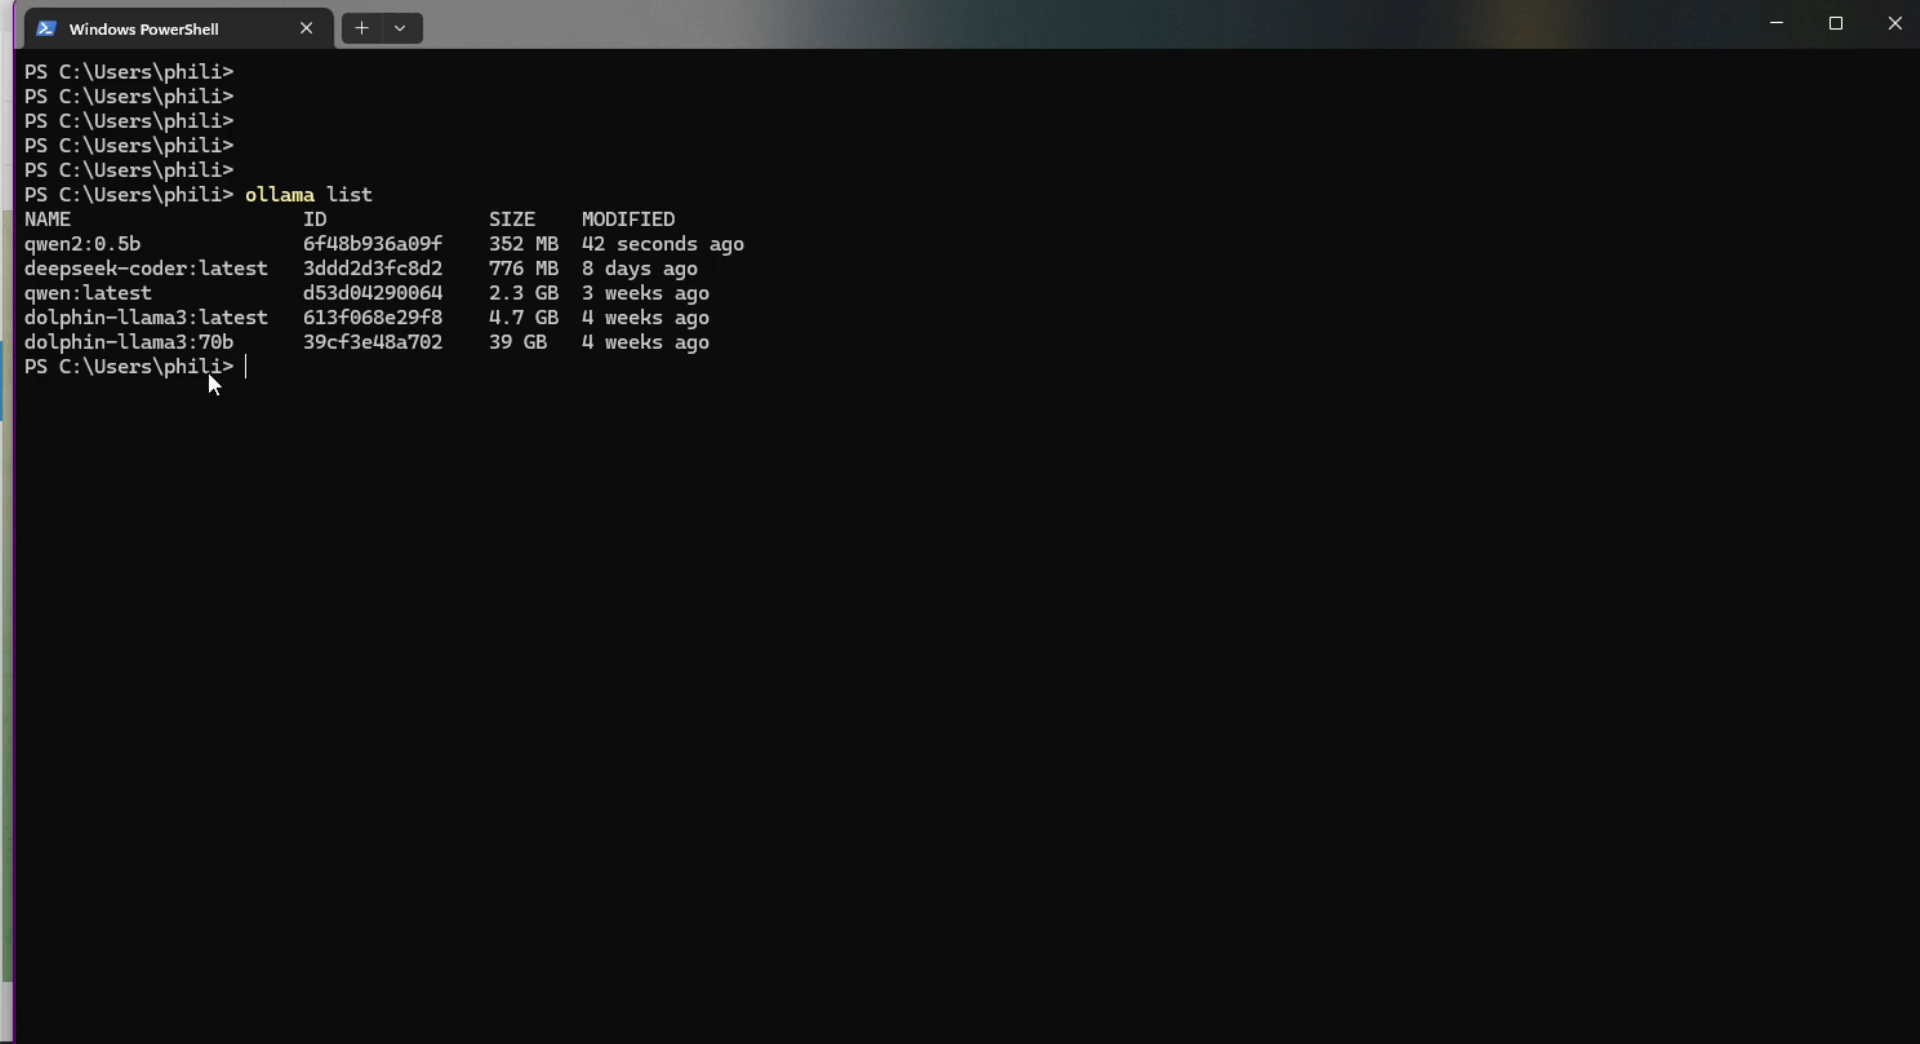 Windows PowerShell
PS C:\Users\phili>
PS C:\Users\phili>
PS C:\Users\phili>
PS C:\Users\phili>
PS C:\Users\phili>
PS C:\Users\phili> ollama list
NAME                    ID              SIZE    MODIFIED
qwen2:0.5b              6f48b936a09f    352 MB  42 seconds ago
deepseek-coder:latest   3ddd2d3fc8d2    776 MB  8 days ago
qwen:latest             d53d04290064    2.3 GB  3 weeks ago
dolphin-llama3:latest   613f068e29f8    4.7 GB  4 weeks ago
dolphin-llama3:70b      39cf3e48a702    39 GB   4 weeks ago
PS C:\Users\phili>